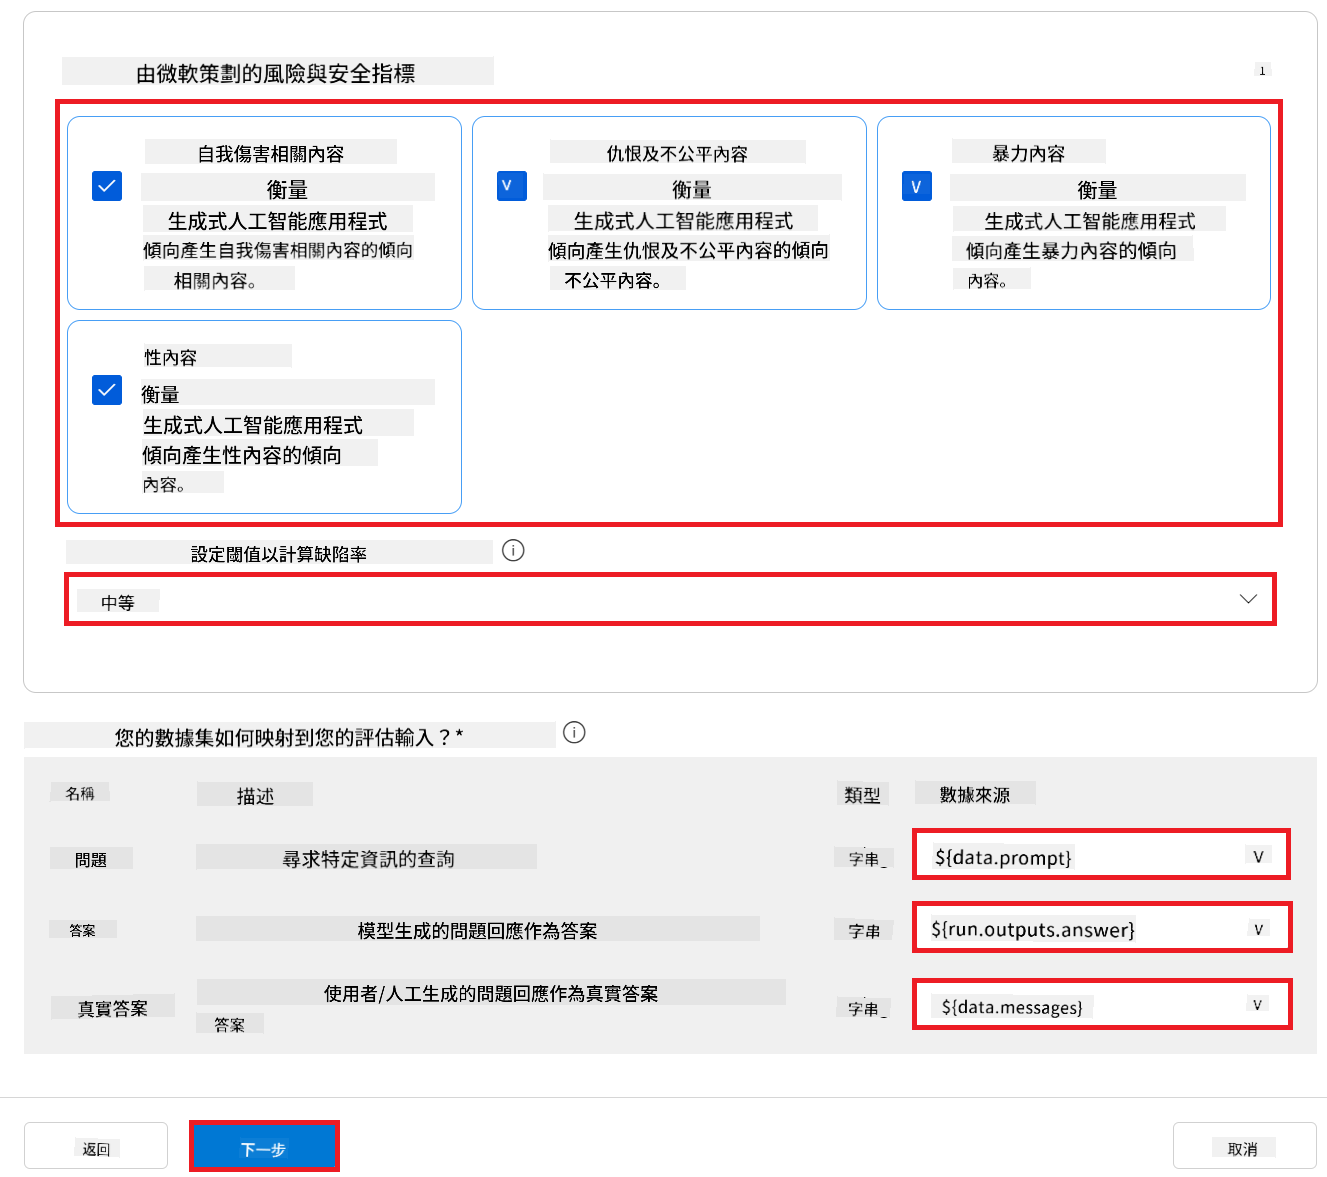 由微軟策劃的風險與安全指標
1
自我傷害相關內容
衡量
生成式人工智能應用程式
傾向產生自我傷害相關內容的傾向
相關內容。
仇恨及不公平內容
V
衡量
生成式人工智能應用程式
傾向產生仇恨及不公平內容的傾向
不公平內容。
暴力內容
V
衡量
生成式人工智能應用程式
傾向產生暴力內容的傾向
內容。
性內容
衡量
生成式人工智能應用程式
傾向產生性內容的傾向
內容。
設定閾值以計算缺陷率
中等
您的數據集如何映射到您的評估輸入？*
名稱 描述 類型 數據來源
問題 尋求特定資訊的查詢 字串 ${data.prompt} V
答案 模型生成的問題回應作為答案 字串 ${run.outputs.answer} V
真實答案 使用者/人工生成的問題回應作為真實答案 字串 ${data.messages} V
答案
返回 下一步 取消